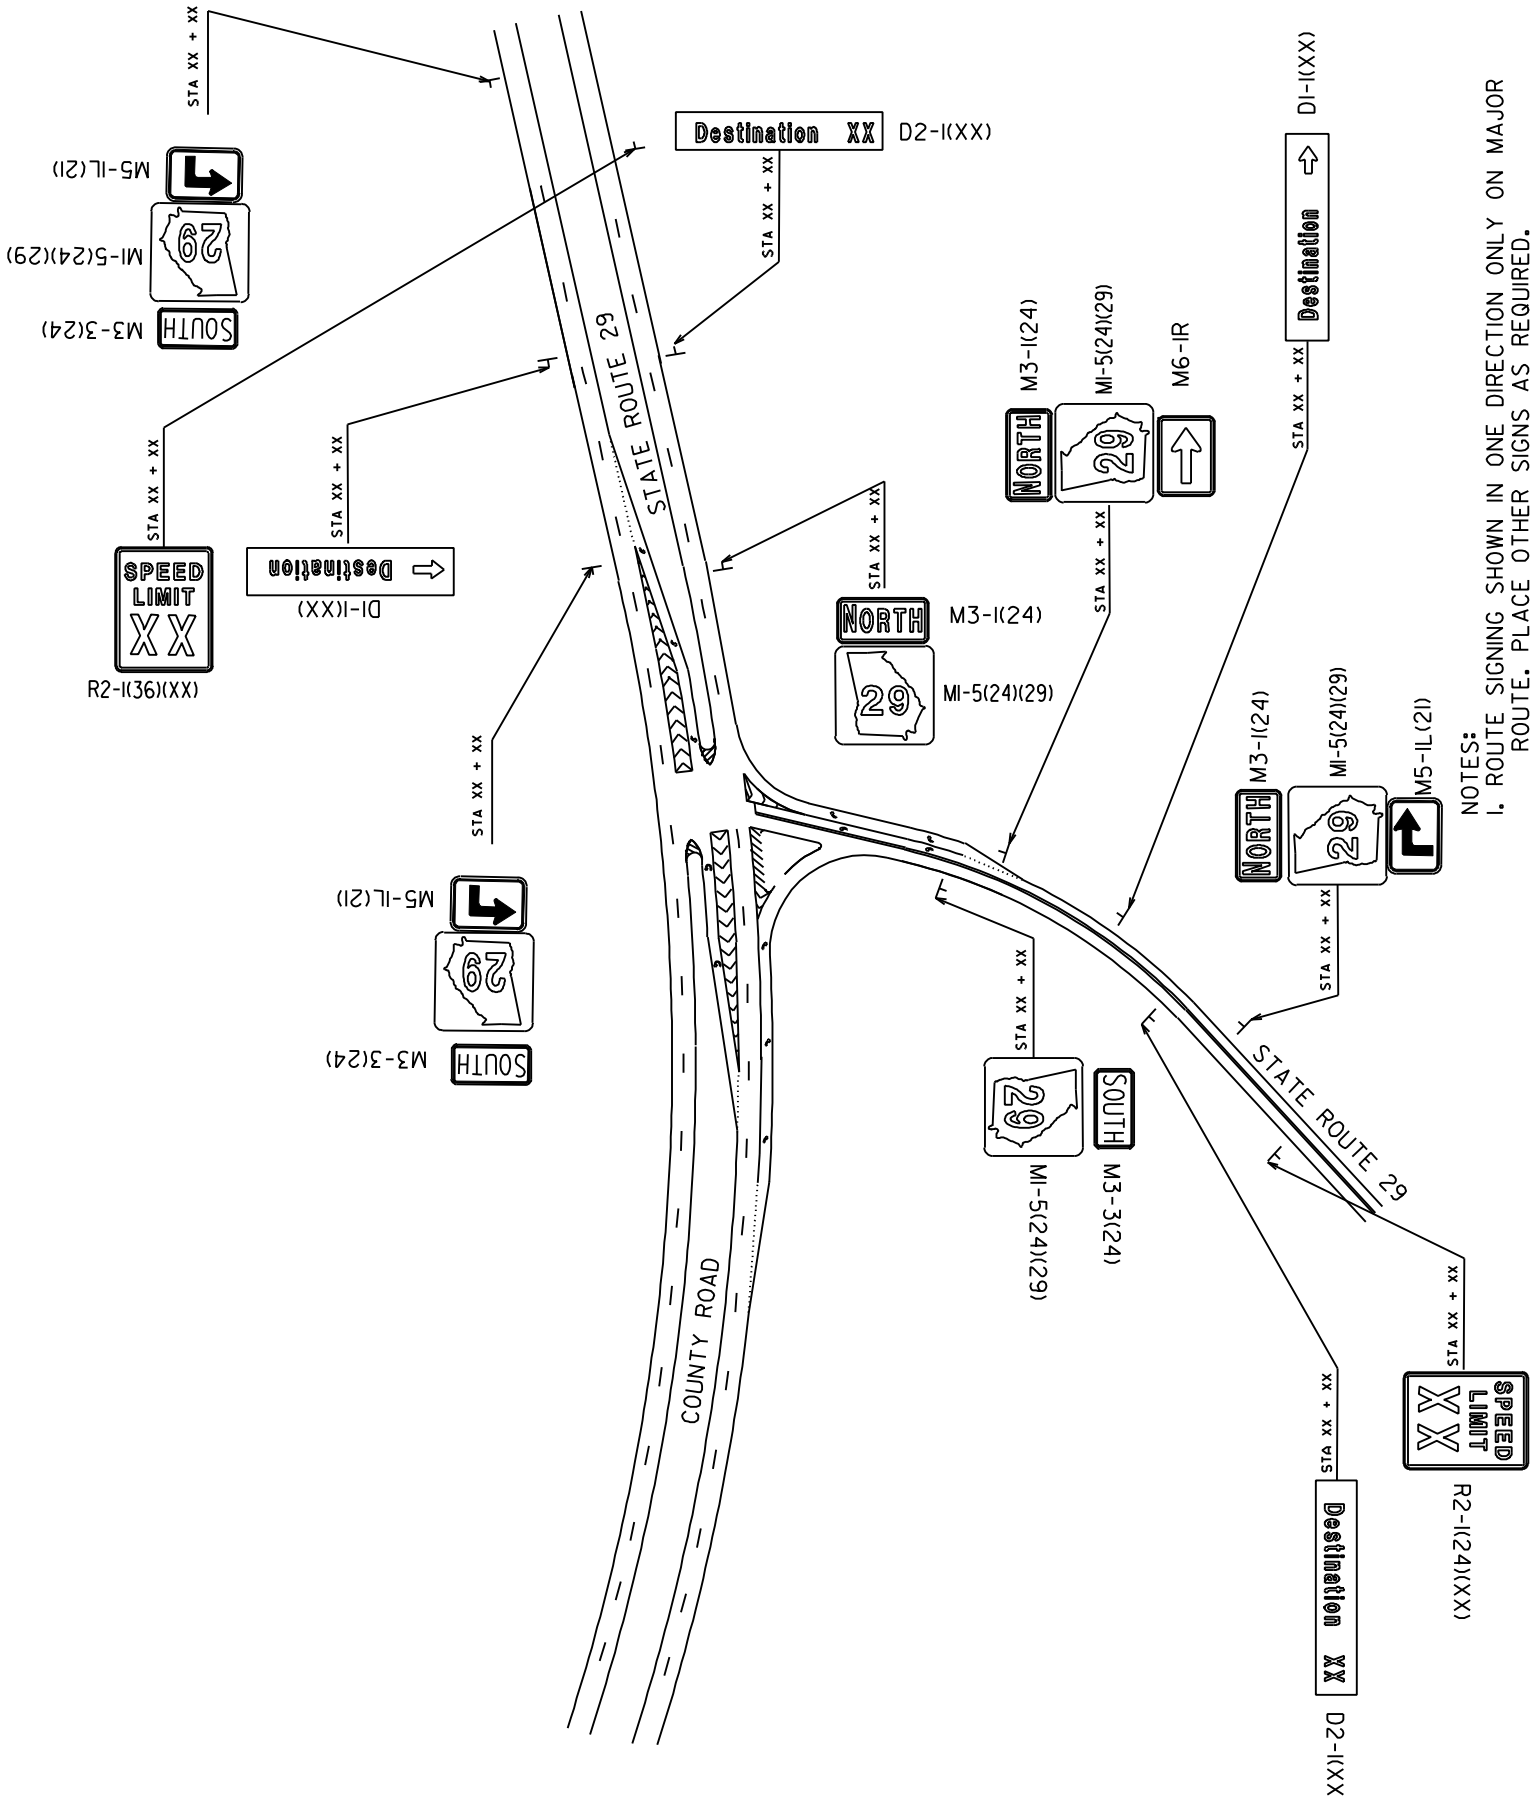 STA XX + XX
M5-1L(21)
29
M1-5(24)(29)
SOUTH
M3-3(24)
Destination XX
D2-1(XX)
STA XX + XX
STA XX + XX
SPEED
LIMIT
XX
R2-1(36)(XX)
STA XX + XX
Destination
D1-1(XX)
STATE ROUTE 29
STA XX + XX
NORTH
M3-1(24)
29
M1-5(24)(29)
STA XX + XX
M5-1L(21)
29
SOUTH
M3-3(24)
M3-1(24)
M1-5(24)(29)
M6-1R
NORTH
29
STA XX + XX
D1-1(XX)
Destination
STA XX + XX
M3-1(24)
M1-5(24)(29)
M5-1L(21)
NORTH
29
STA XX + XX
STA XX + XX
29
SOUTH
M1-5(24)(29)
M3-3(24)
STATE ROUTE 29
COUNTY ROAD
STA XX + XX
SPEED
LIMIT
XX
R2-1(24)(XX)
STA XX + XX
Destination XX
D2-1(XX
NOTES:
1. ROUTE SIGNING SHOWN IN ONE DIRECTION ONLY ON MAJOR
ROUTE. PLACE OTHER SIGNS AS REQUIRED.